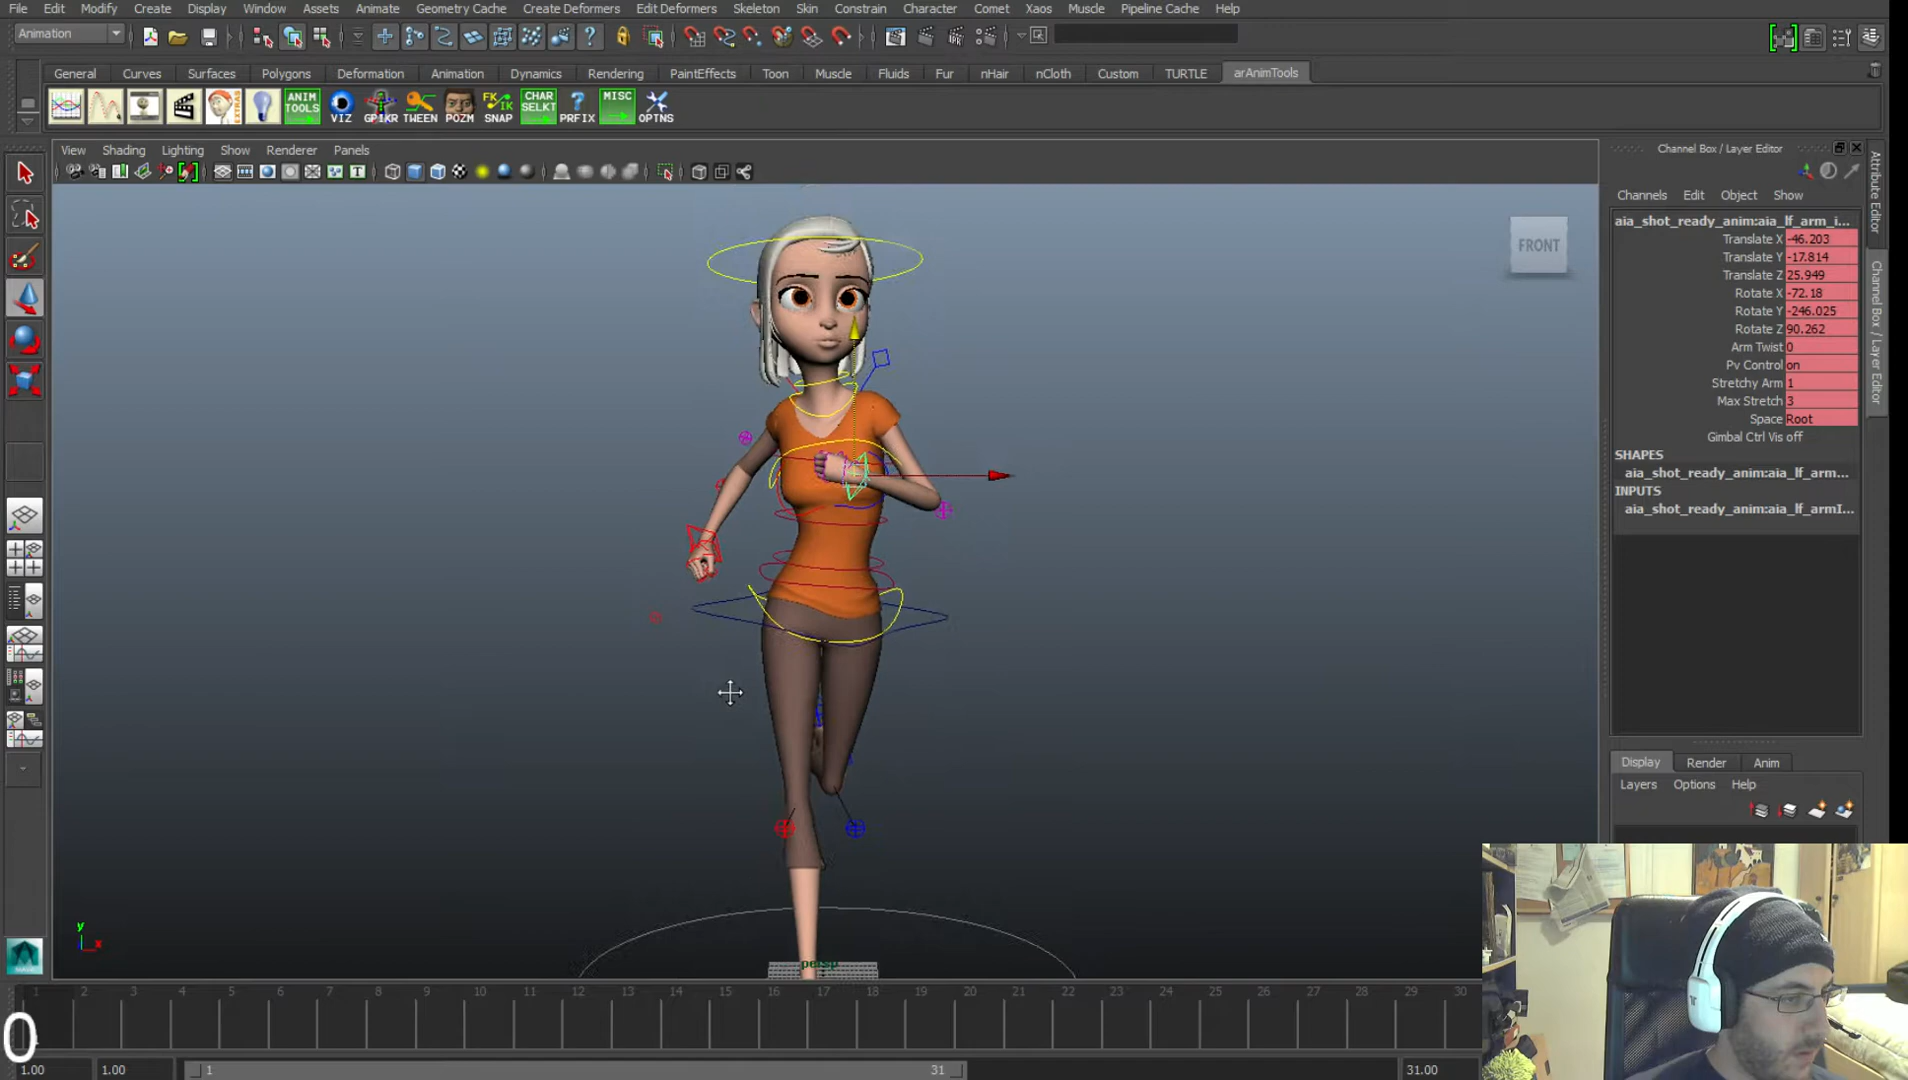 File Edit Modify Create Display Window Assets Animate Geometry Cache Create Deformers Edit Deformers Skeleton Skin Constrain Character Comet Xaos Muscle Pipeline Cache Help
Animation
General Curves Surfaces Polygons Deformation Animation Dynamics Rendering PaintEffects Toon Muscle Fluids Fur nHair nCloth Custom TURTLE arAnimTools
ANIM TOOLS VIZ GPIKR TWEEN POZM FK/IK SNAP CHAR SELKT PRFIX MISC OPTNS
View Shading Lighting Show Renderer Panels
Channel Box / Layer Editor
Channels Edit Object Show
aia_shot_ready_anim:aia_lf_arm_i...
Translate X -46.203
Translate Y -17.814
Translate Z 25.949
Rotate X -72.18
Rotate Y -246.025
Rotate Z 90.262
Arm Twist 0
Pv Control on
Stretchy Arm 1
Max Stretch 3
Space Root
Gimbal Ctrl Vis off
SHAPES
aia_shot_ready_anim:aia_lf_arm...
INPUTS
aia_shot_ready_anim:aia_lf_armI...
Attribute Editor
Channel Box / Layer Editor
FRONT
Display Render Anim
Layers Options Help
y
x
persp
1 2 3 4 5 6 7 8 9 10 11 12 13 14 15 16 17 18 19 20 21 22 23 24 25 26 27 28 29 30
0
1.00 1.00 1 31 31.00